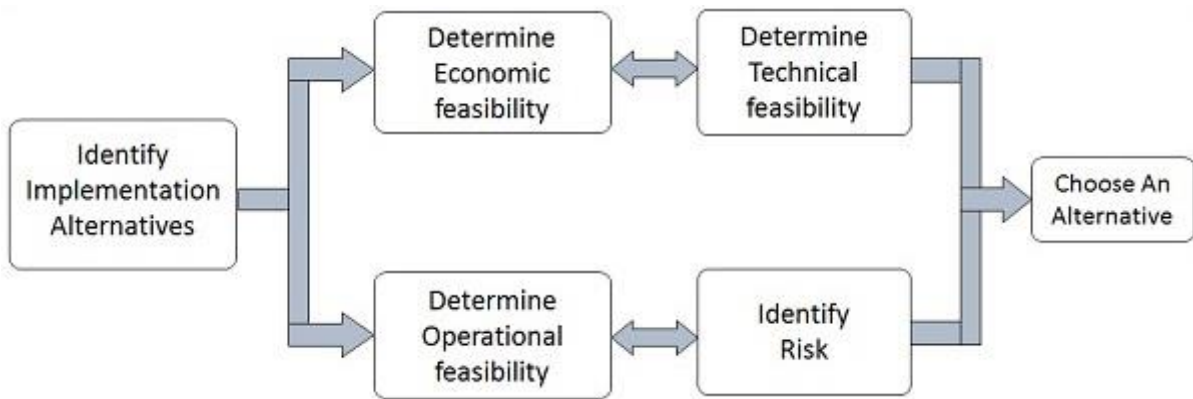 Identify
Implementation
Alternatives
Determine
Economic
feasibility
Determine
Technical
feasibility
Determine
Operational
feasibility
Identify
Risk
Choose An
Alternative